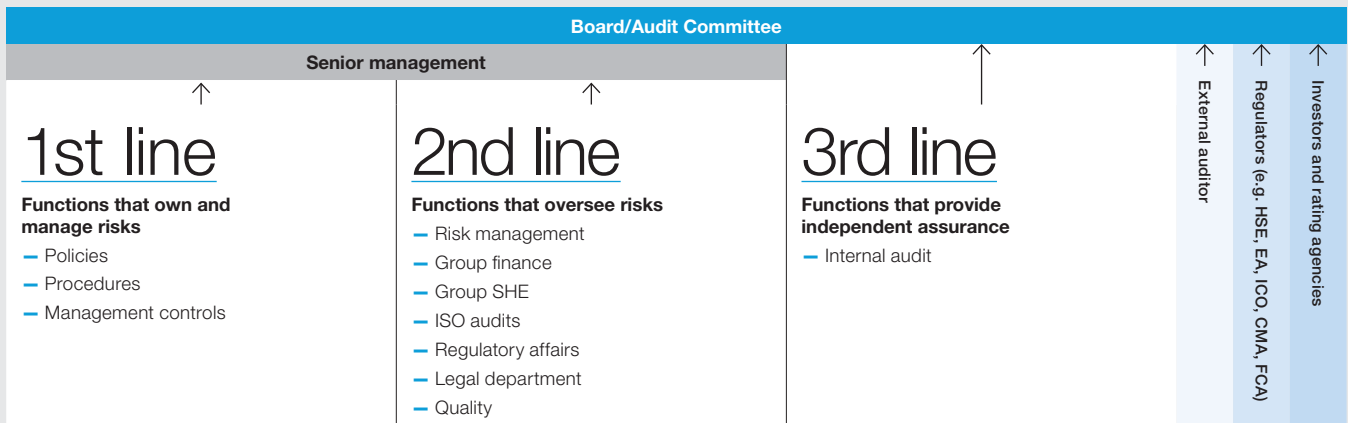 Board/Audit Committee
Senior management
1st line
Functions that own and
manage risks
– Policies
– Procedures
– Management controls
2nd line
Functions that oversee risks
– Risk management
– Group finance
– Group SHE
– ISO audits
– Regulatory affairs
– Legal department
– Quality
3rd line
Functions that provide
independent assurance
– Internal audit
External auditor
Regulators (e.g. HSE, EA, ICO, CMA, FCA)
Investors and rating agencies